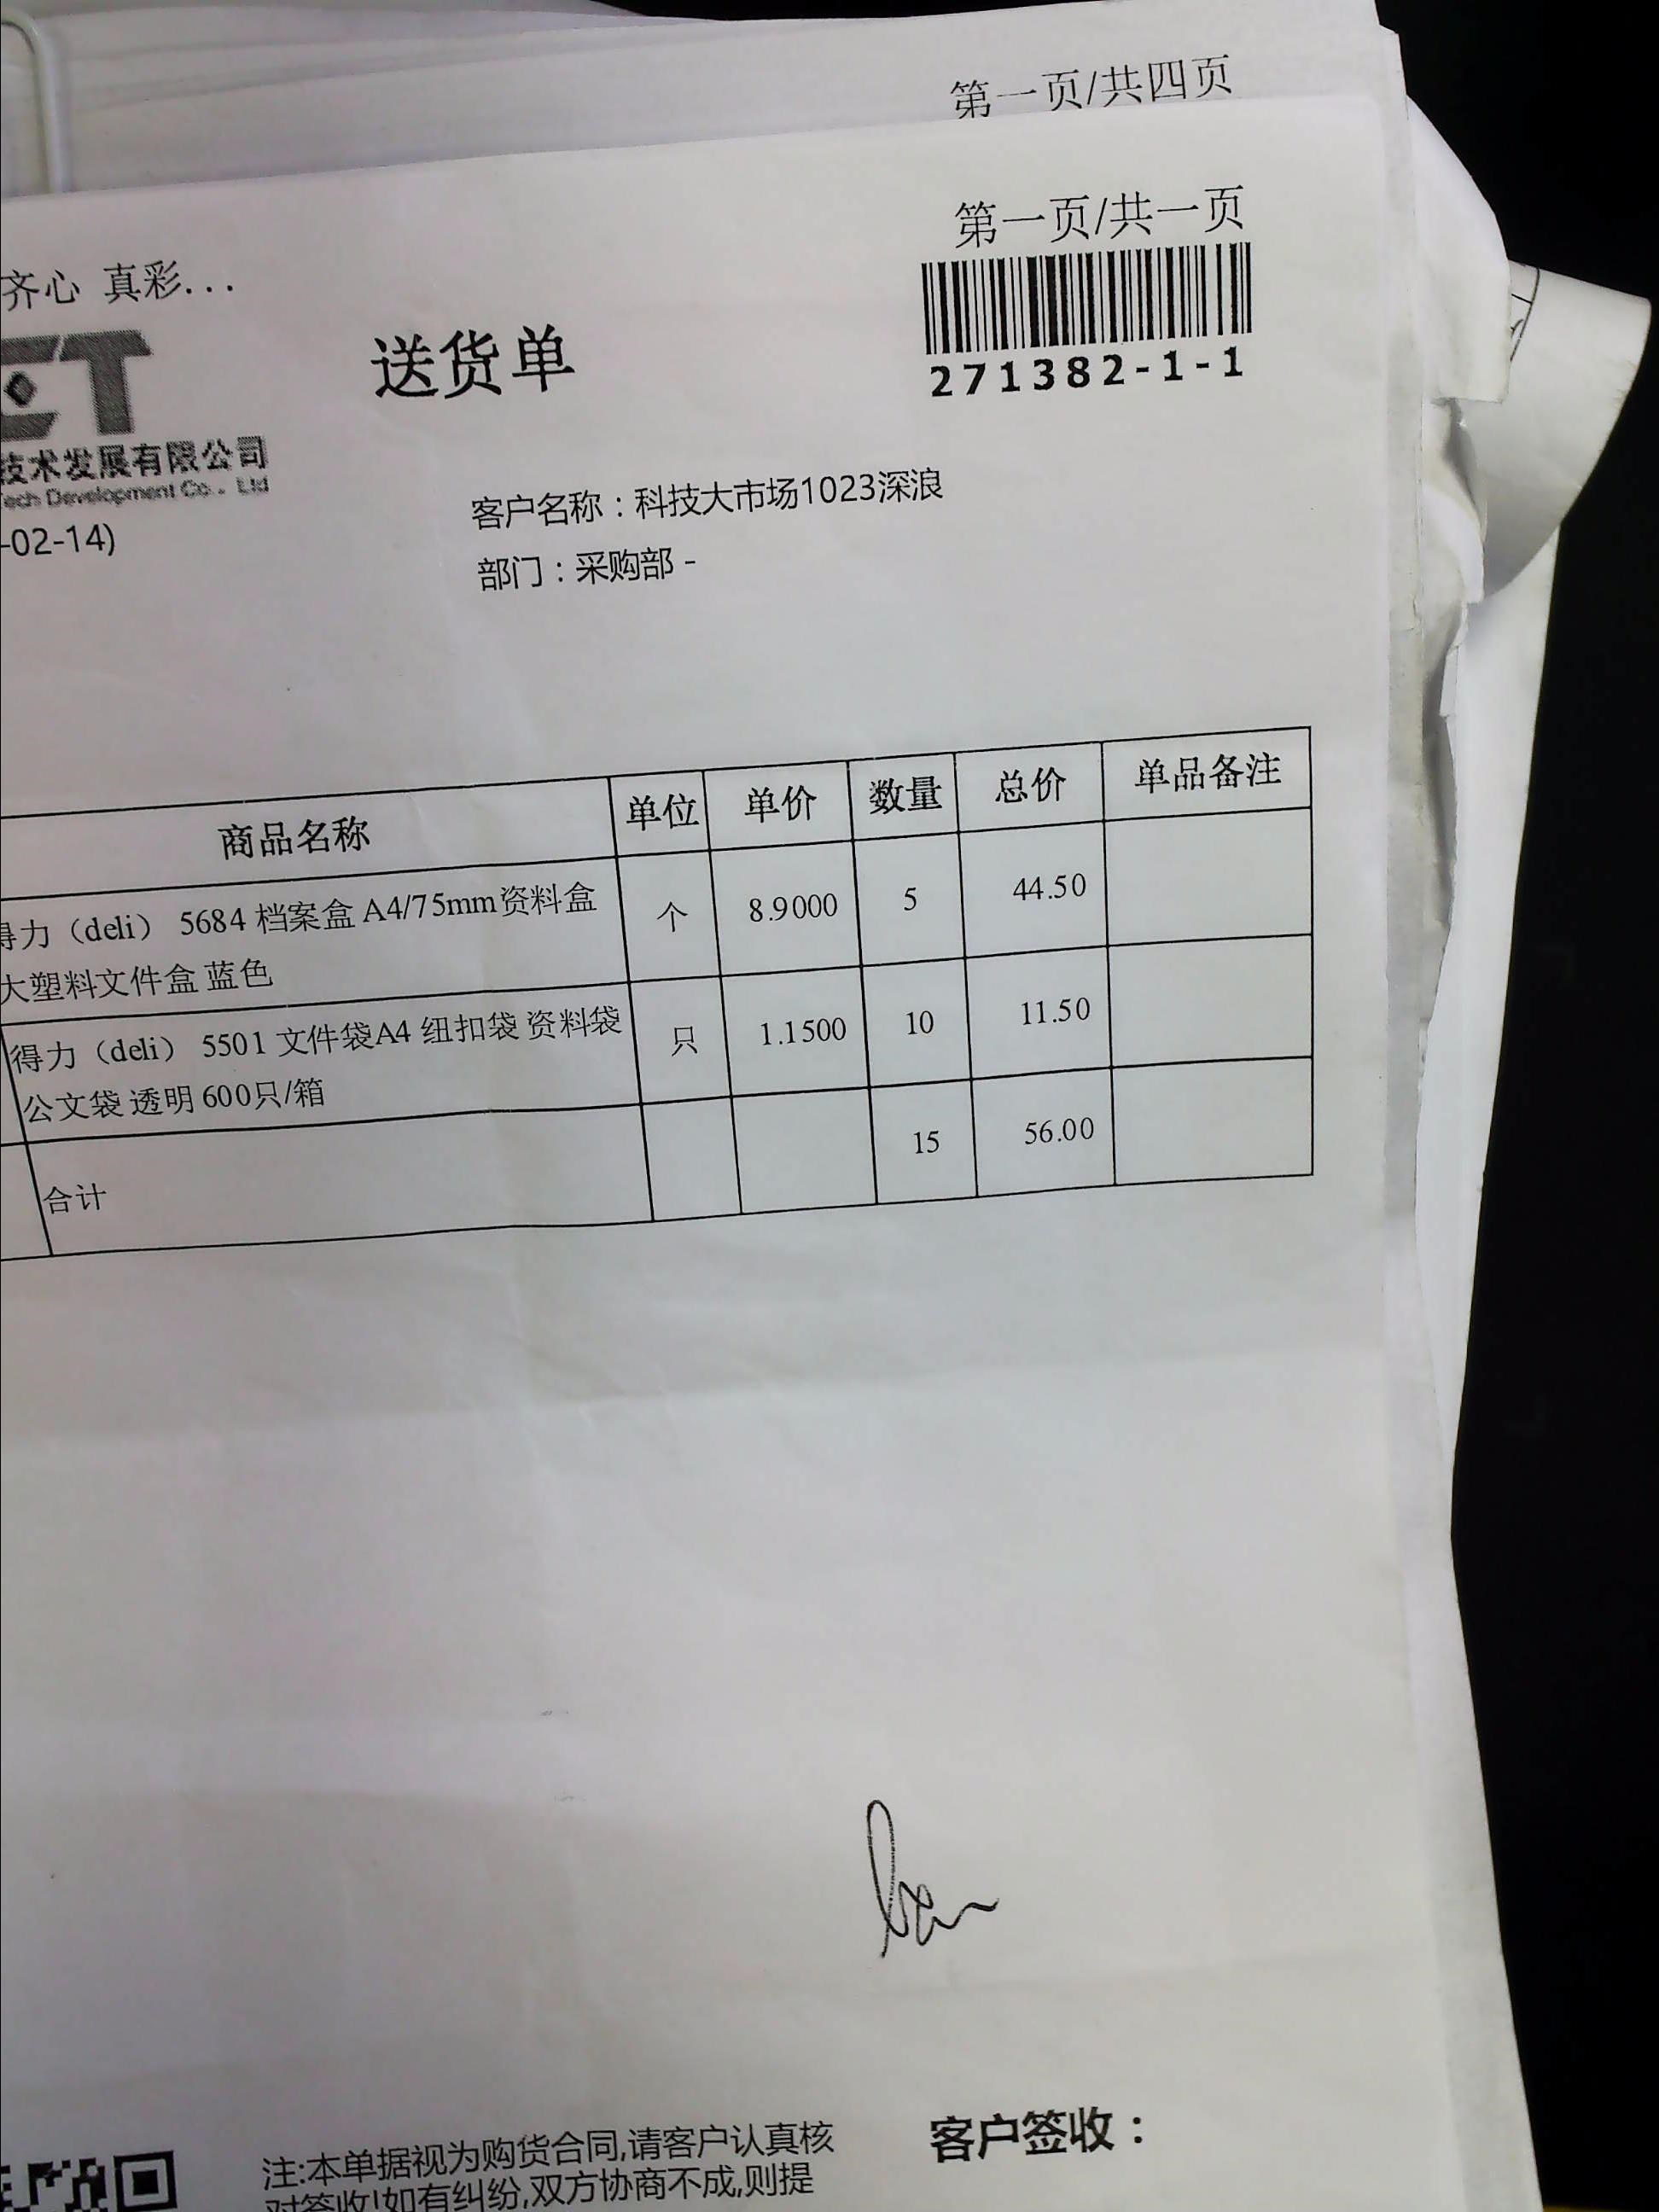 第一页/共四页
第一页/共一页
齐心 真彩...
271382-1-1
送货单
技术发展有限公司
ech Development Co., Ltd
-02-14)
客户名称：科技大市场1023深浪
部门：采购部 -
商品名称 单位 单价 数量 总价 单品备注
得力（deli） 5684 档案盒 A4/75mm资料盒 个 8.9000 5 44.50
大塑料文件盒 蓝色
得力（deli） 5501 文件袋A4 纽扣袋 资料袋 只 1.1500 10 11.50
公文袋 透明 600只/箱
合计 15 56.00
客户签收：
注:本单据视为购货合同,请客户认真核
对签收!如有纠纷,双方协商不成,则提